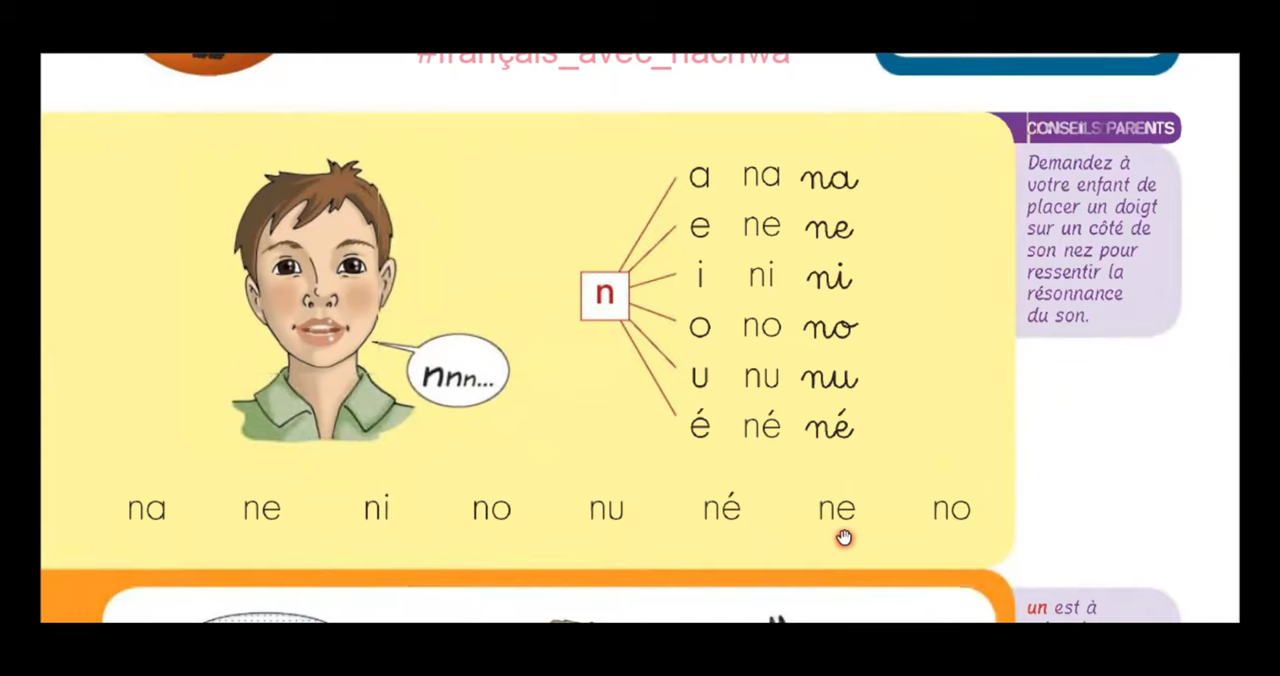 #français_avec_nachwa
CONSEILS PARENTS
Demandez à
votre enfant de
placer un doigt
sur un côté de
son nez pour
ressentir la
résonnance
du son.
nnn...
n
a na na
e ne ne
i ni ni
o no no
u nu nu
é né né
na ne ni no nu né ne no
un est à